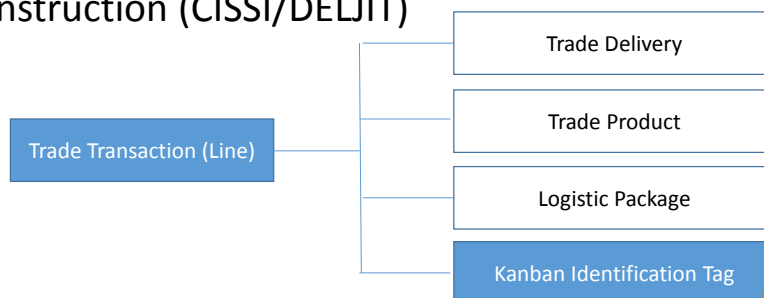 nstruction (CISSI/DELJIT)
Trade Delivery
Trade Product
Trade Transaction (Line)
Logistic Package
Kanban Identification Tag